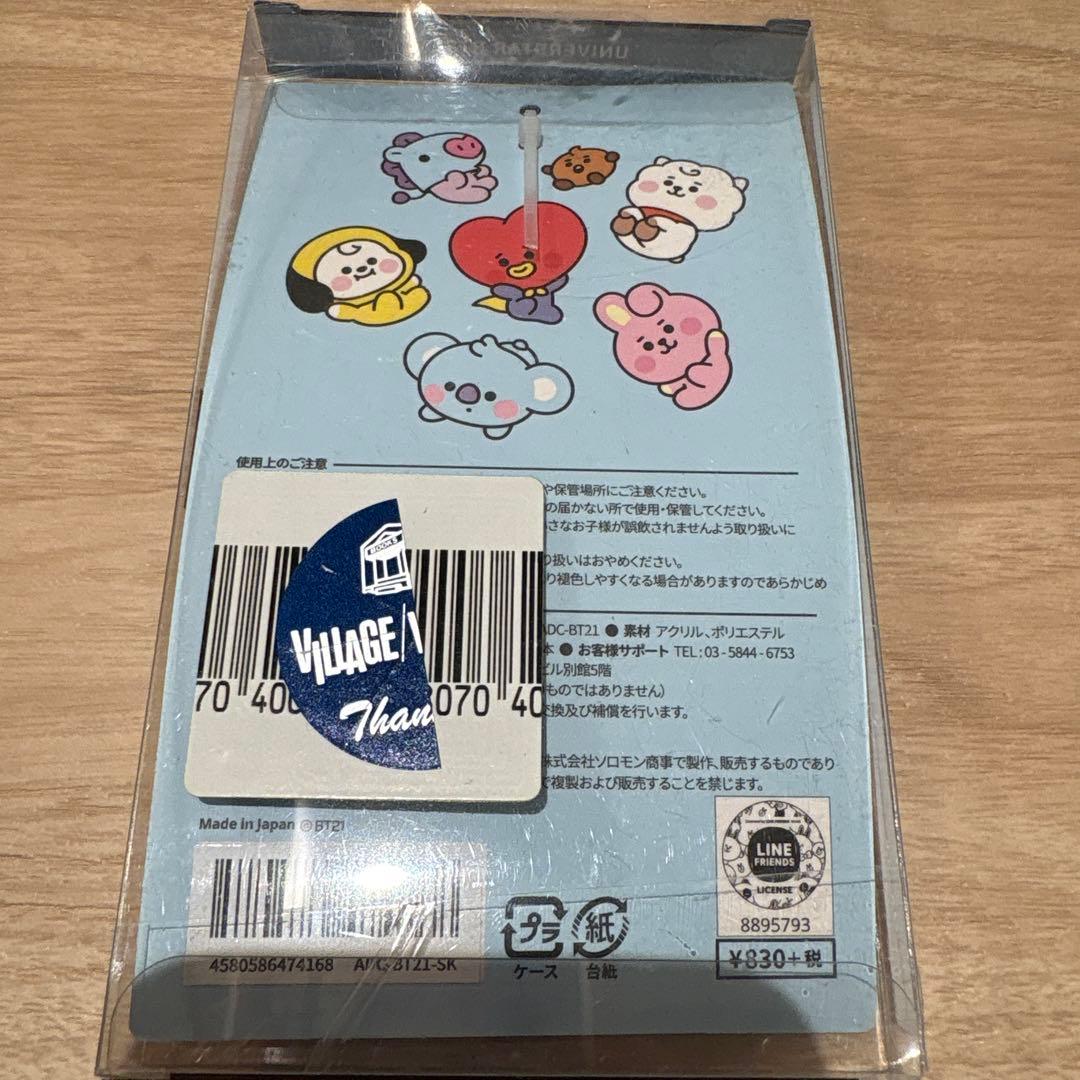 UNIVERSTAR
使用上のご注意
や保管場所にご注意ください。
の届かない所で使用・保管してください。
さなお子様が誤飲されませんよう取り扱いに
り扱いはおやめください。
り褪色しやすくなる場合がありますのであらかじめ
ADC-BT21 ● 素材 アクリル、ポリエステル
本 ● お客様サポート TEL：03-5844-6753
ビル別館5階
ものではありません）
交換及び補償を行います。
株式会社ソロモン商事で製作、販売するものであり
で複製および販売することを禁じます。
BOOKS
VILLAGE/V
Than
70 400
8070 40
Made in Japan ©BT21
4580586474168 ADC-BT21-SK
プラ
ケース
紙
台紙
LINE
FRIENDS
LICENSE
8895793
¥830+税